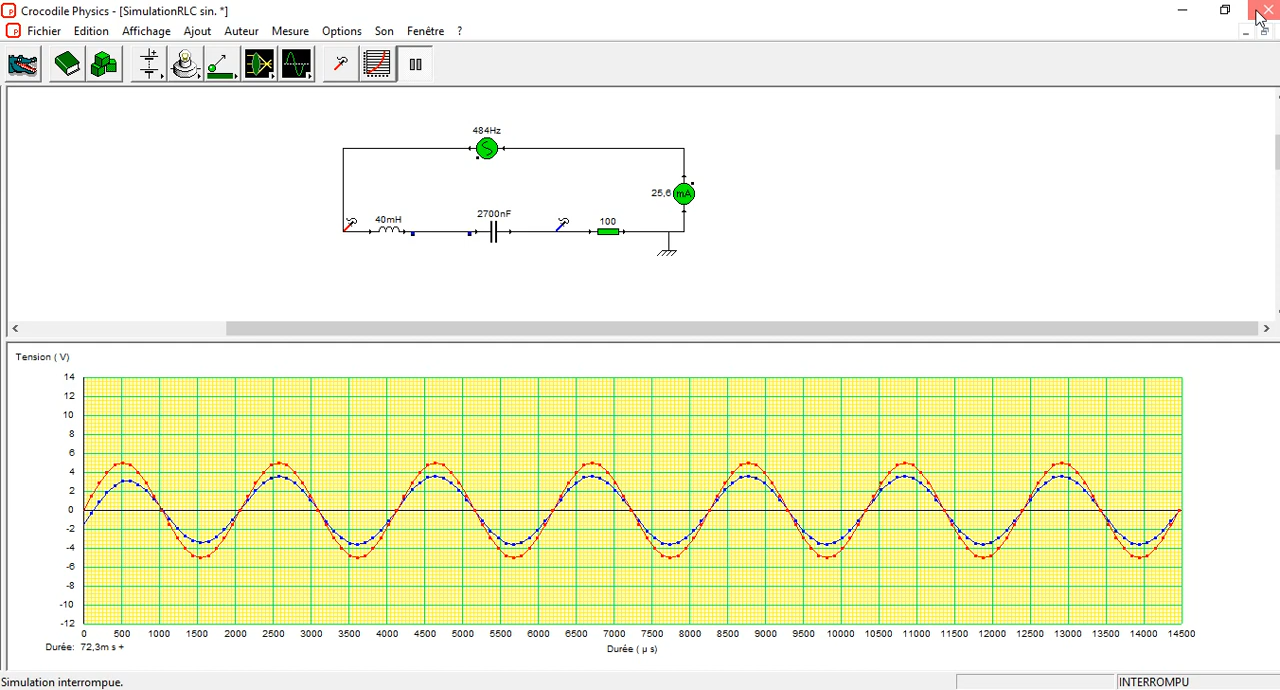 Crocodile Physics - [SimulationRLC sin. *]
Fichier Edition Affichage Ajout Auteur Mesure Options Son Fenêtre ?
484Hz
25,6 mA
40mH 2700nF 100
Tension ( V)
14
12
10
8
6
4
2
0
-2
-4
-6
-8
-10
-12
0 500 1000 1500 2000 2500 3000 3500 4000 4500 5000 5500 6000 6500 7000 7500 8000 8500 9000 9500 10000 10500 11000 11500 12000 12500 13000 13500 14000 14500
Durée: 72,3m s + Durée ( µ s)
Simulation interrompue. INTERROMPU